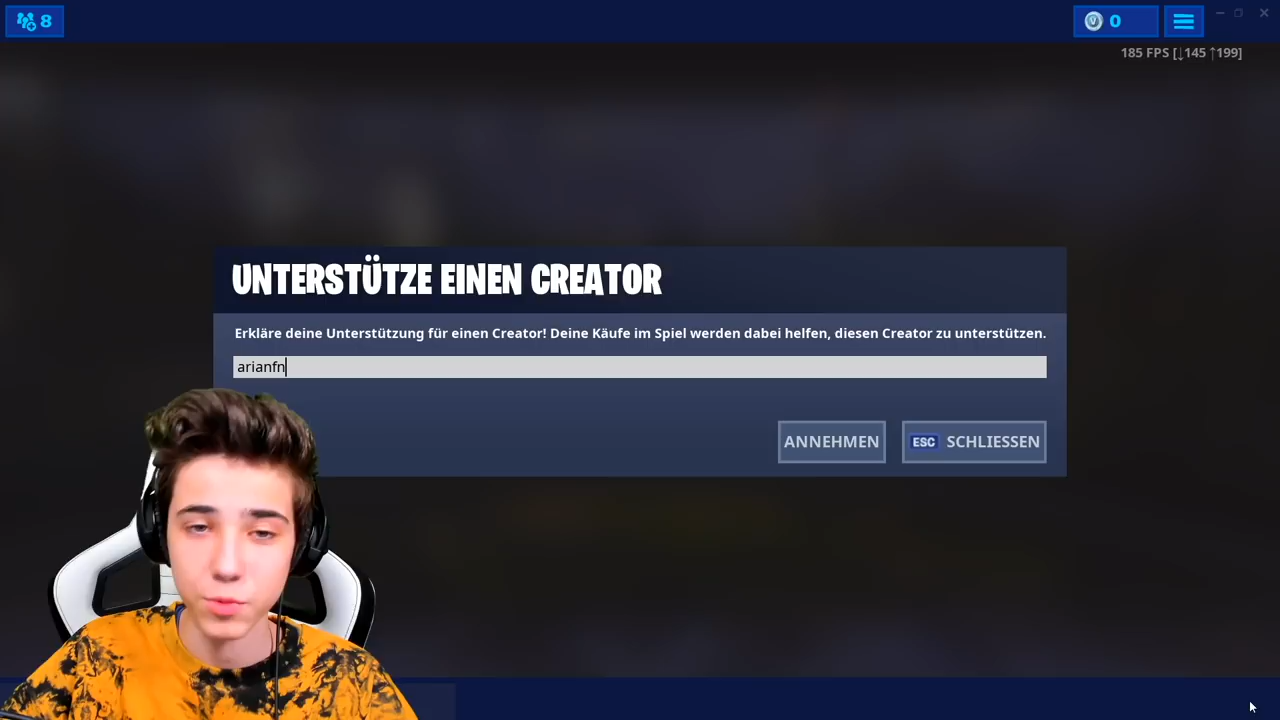 8
0
185 FPS [↓145 ↑199]
UNTERSTÜTZE EINEN CREATOR
Erkläre deine Unterstützung für einen Creator! Deine Käufe im Spiel werden dabei helfen, diesen Creator zu unterstützen.
arianfn
ANNEHMEN
ESC SCHLIESSEN